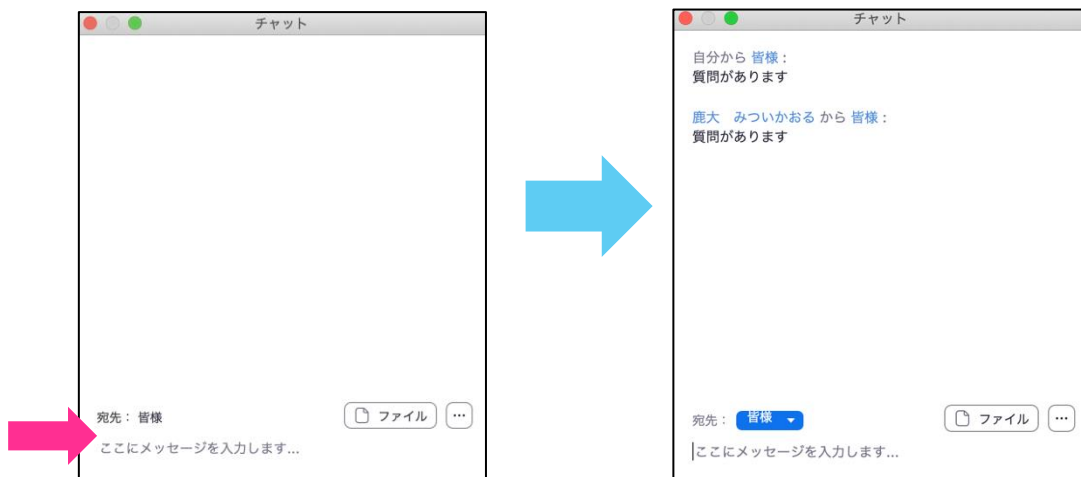 チャット
宛先： 皆様
ファイル
...
ここにメッセージを入力します...
チャット
自分から 皆様：
質問があります
鹿大　みついかおる から 皆様：
質問があります
宛先： 皆様
ファイル
...
ここにメッセージを入力します...